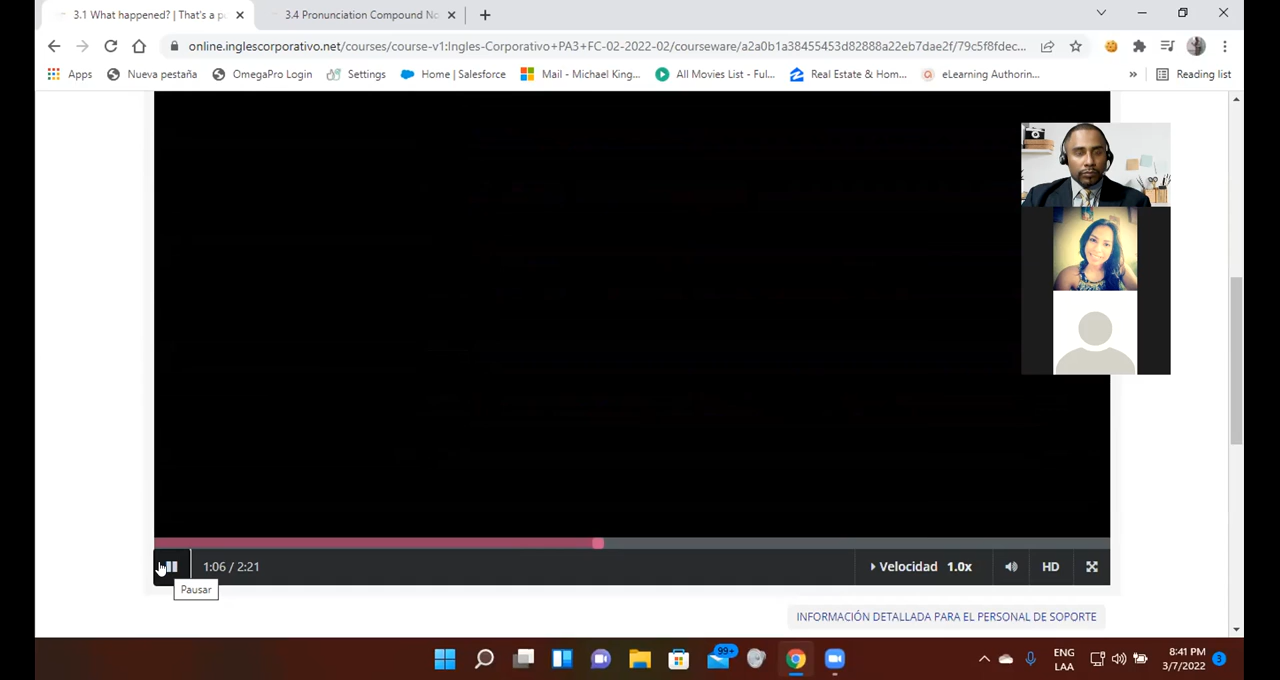 3.1 What happened? | That's a p
3.4 Pronunciation Compound No
online.inglescorporativo.net/courses/course-v1:Ingles-Corporativo+PA3+FC-02-2022-02/courseware/a2a0b1a38455453d82888a22eb7dae2f/79c5f8fdec...
Apps
Nueva pestaña
OmegaPro Login
Settings
Home | Salesforce
Mail - Michael King...
All Movies List - Ful...
Real Estate & Hom...
eLearning Authorin...
»
Reading list
1:06 / 2:21
Velocidad 1.0x
HD
Pausar
INFORMACIÓN DETALLADA PARA EL PERSONAL DE SOPORTE
99+
ENG
LAA
8:41 PM
3/7/2022
3